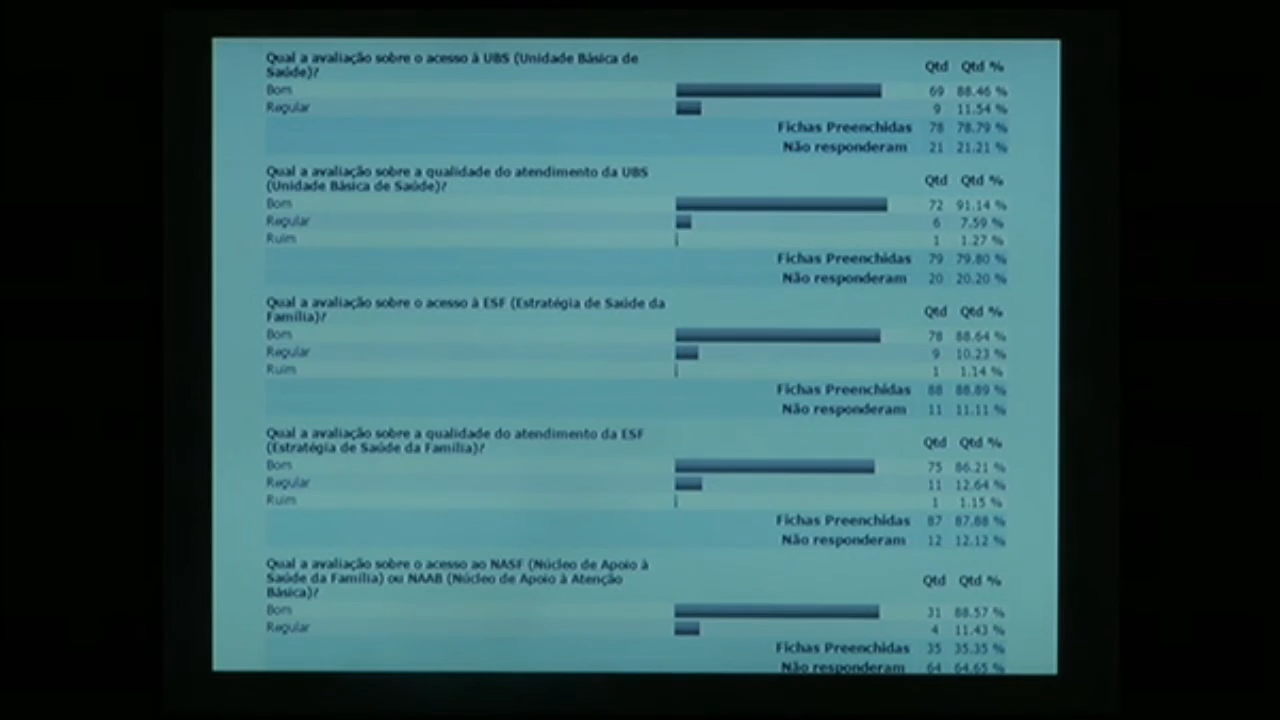 Qual a avaliação sobre o acesso à UBS (Unidade Básica de
Saúde)?
Qtd Qtd %
Bom 69 88.46 %
Regular 9 11.54 %
Fichas Preenchidas 78 78.79 %
Não responderam 21 21.21 %
Qual a avaliação sobre a qualidade do atendimento da UBS
(Unidade Básica de Saúde)?
Qtd Qtd %
Bom 72 91.14 %
Regular 6 7.59 %
Ruim 1 1.27 %
Fichas Preenchidas 79 79.80 %
Não responderam 20 20.20 %
Qual a avaliação sobre o acesso à ESF (Estratégia de Saúde da
Família)?
Qtd Qtd %
Bom 78 88.64 %
Regular 9 10.23 %
Ruim 1 1.14 %
Fichas Preenchidas 88 88.89 %
Não responderam 11 11.11 %
Qual a avaliação sobre a qualidade do atendimento da ESF
(Estratégia de Saúde da Família)?
Qtd Qtd %
Bom 75 86.21 %
Regular 11 12.64 %
Ruim 1 1.15 %
Fichas Preenchidas 87 87.88 %
Não responderam 12 12.12 %
Qual a avaliação sobre o acesso ao NASF (Núcleo de Apoio à
Saúde da Família) ou NAAB (Núcleo de Apoio à Atenção
Básica)?
Qtd Qtd %
Bom 31 88.57 %
Regular 4 11.43 %
Fichas Preenchidas 35 35.35 %
Não responderam 64 64.65 %